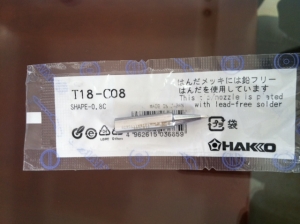 T18-C08
SHAPE-0.8C
MADE IN JAPAN
はんだメッキには鉛フリー
はんだを使用しています
This nozzle is plated
with lead-free solder
4 962615 036859
袋
HAKKO